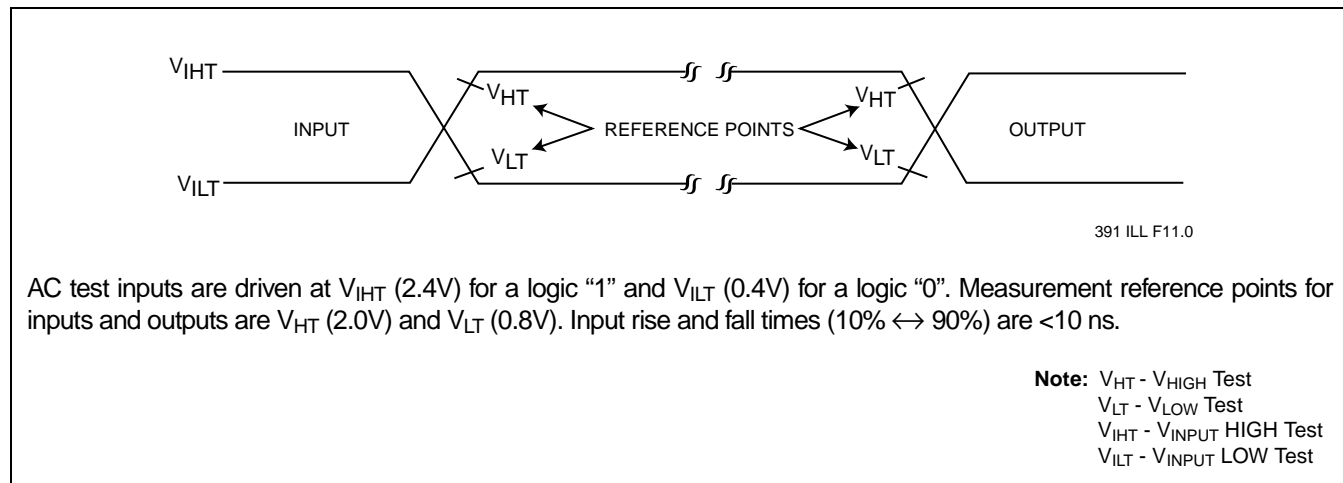 VIHT
VHT
VHT
INPUT
REFERENCE POINTS
OUTPUT
VLT
VLT
VILT
391 ILL F11.0
AC test inputs are driven at VIHT (2.4V) for a logic “1” and VILT (0.4V) for a logic “0”. Measurement reference points for
inputs and outputs are VHT (2.0V) and VLT (0.8V). Input rise and fall times (10% ↔ 90%) are <10 ns.
Note: VHT - VHIGH Test
VLT - VLOW Test
VIHT - VINPUT HIGH Test
VILT - VINPUT LOW Test